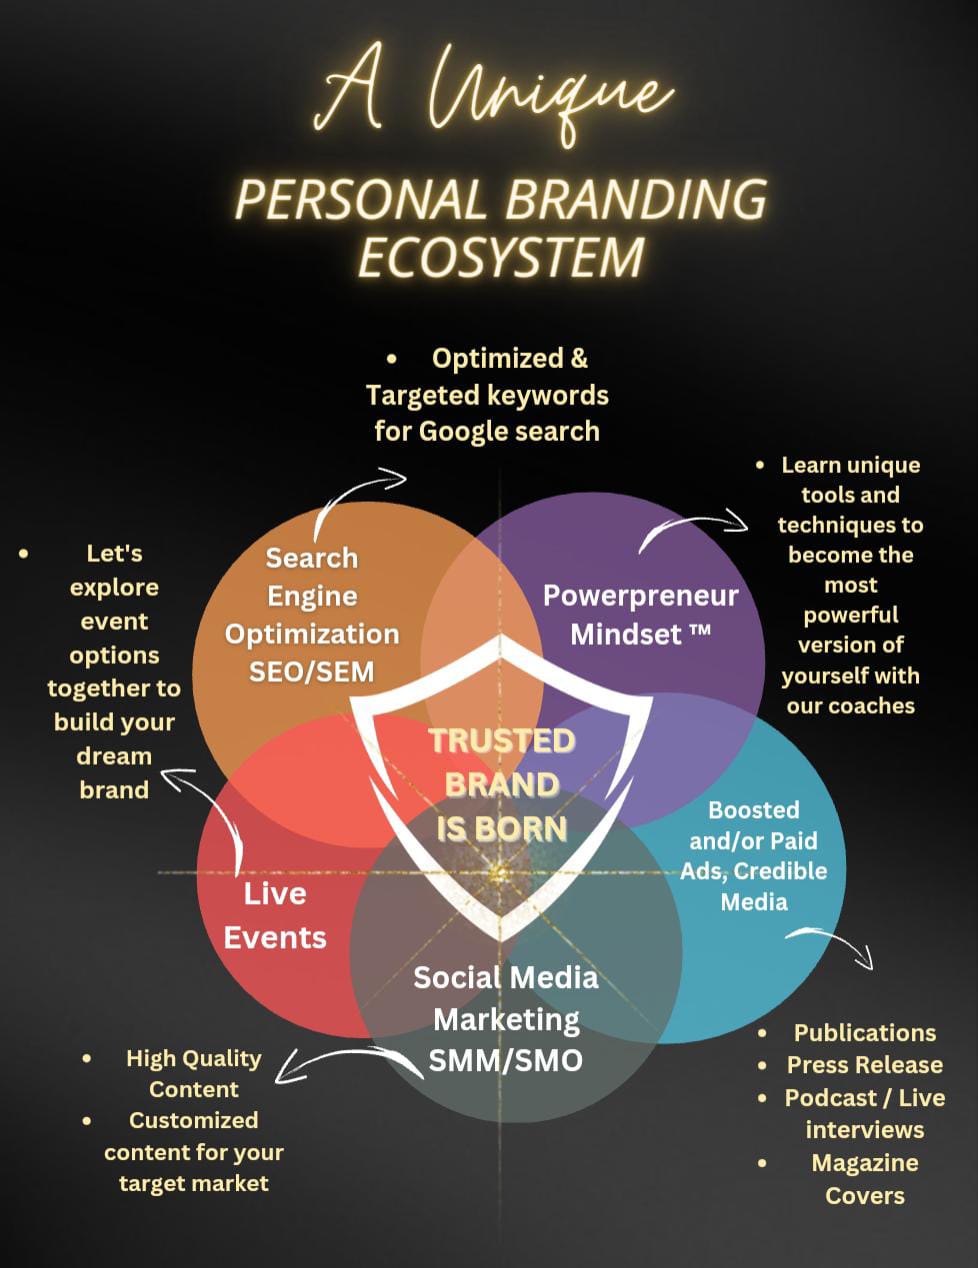 A Unique
PERSONAL BRANDING
ECOSYSTEM
• Optimized &
Targeted keywords
for Google search
• Learn unique
tools and
techniques to
become the
most
powerful
version of
yourself with
our coaches
• Let's
explore
event
options
together to
build your
dream
brand
Search
Engine
Optimization
SEO/SEM
Powerpreneur
Mindset ™
TRUSTED
BRAND
IS BORN
Boosted
and/or Paid
Ads, Credible
Media
Live
Events
Social Media
Marketing
SMM/SMO
• High Quality
Content
• Customized
content for your
target market
• Publications
• Press Release
• Podcast / Live
interviews
• Magazine
Covers